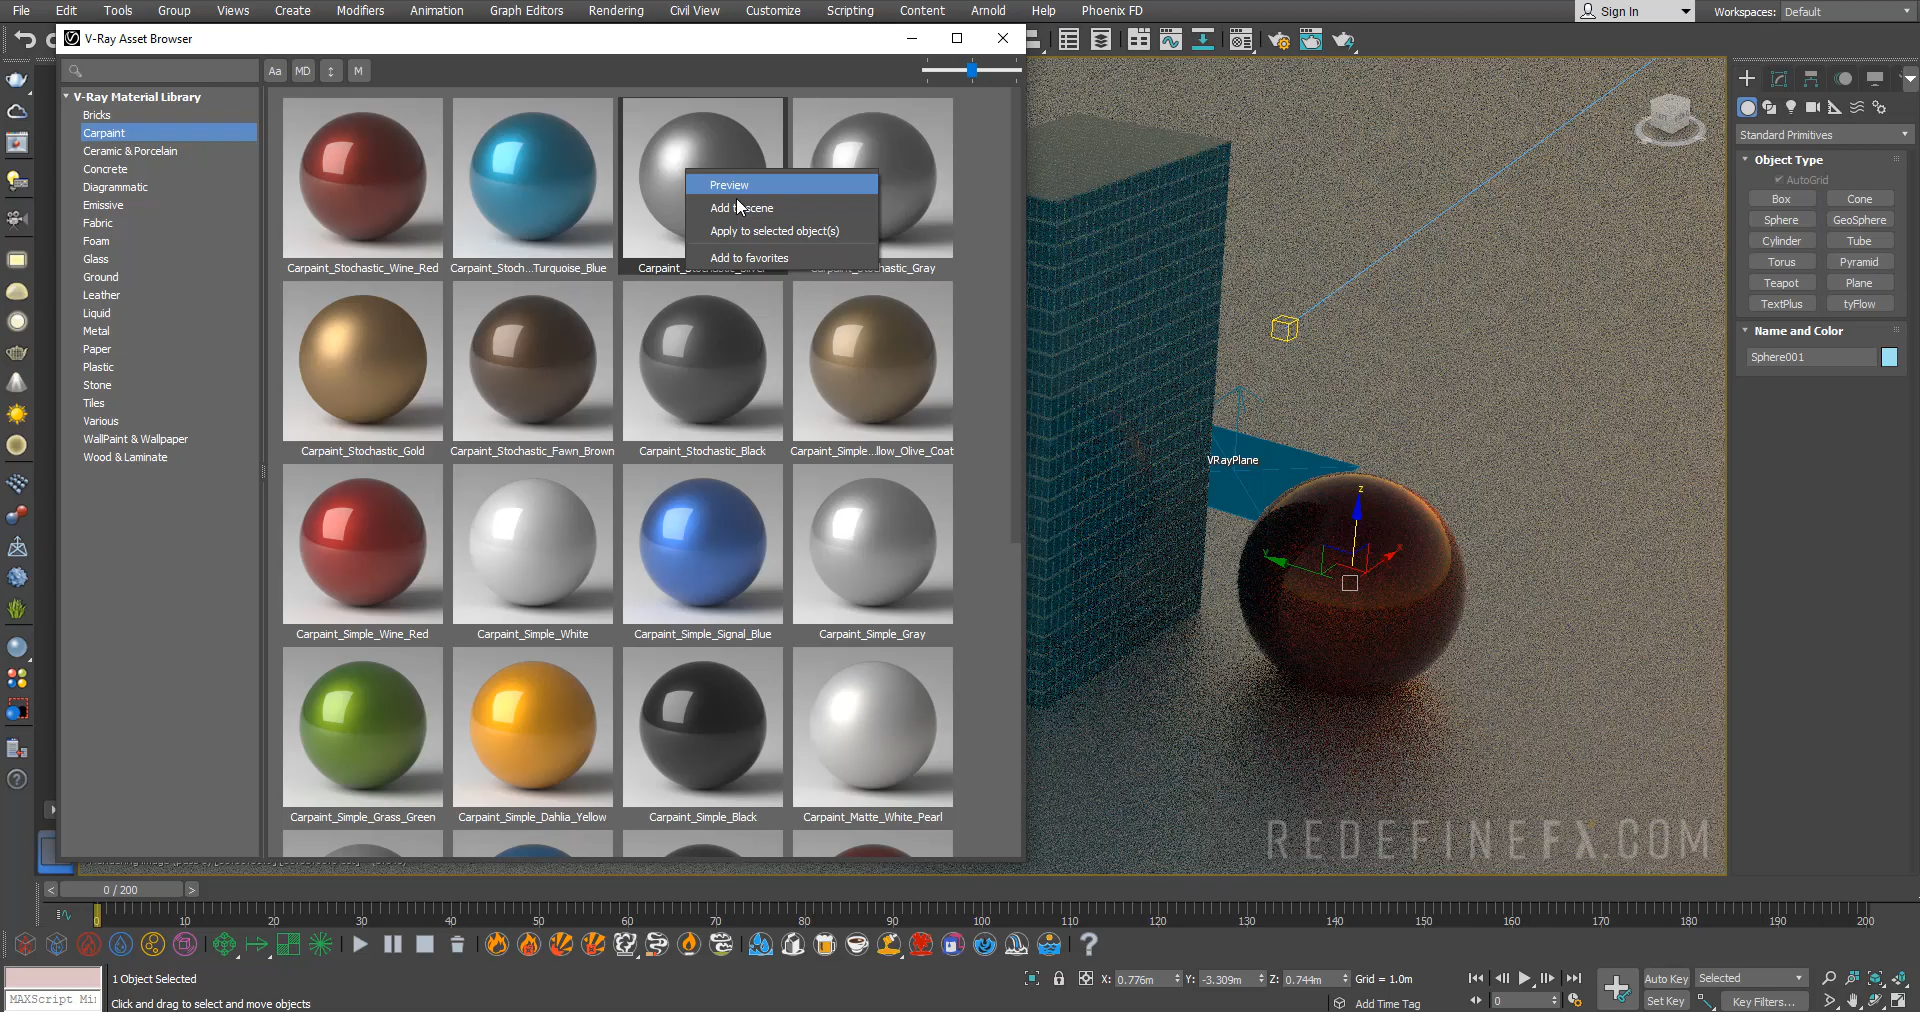 File Edit Tools Group Views Create Modifiers Animation Graph Editors Rendering Civil View Customize Scripting Content Arnold Help Phoenix FD Sign In Workspaces: Default
V-Ray Asset Browser
Aa MD M
V-Ray Material Library
Bricks
Carpaint
Ceramic & Porcelain
Concrete
Diagrammatic
Emissive
Fabric
Foam
Glass
Ground
Leather
Liquid
Metal
Paper
Plastic
Stone
Tiles
Various
WallPaint & Wallpaper
Wood & Laminate
Preview
Add scene
Apply to selected object(s)
Add to favorites
Carpaint_Stochastic_Wine_Red Carpaint_Stoch...Turquoise_Blue
Carpaint_Stochastic_Gold Carpaint_Stochastic_Fawn_Brown Carpaint_Stochastic_Black Carpaint_Simple...llow_Olive_Coat
Carpaint_Simple_Wine_Red Carpaint_Simple_White Carpaint_Simple_Signal_Blue Carpaint_Simple_Gray
Carpaint_Simple_Grass_Green Carpaint_Simple_Dahlia_Yellow Carpaint_Simple_Black Carpaint_Matte_White_Pearl
VRayPlane
z
REDEFINEFX.COM
Standard Primitives
Object Type
AutoGrid
Box Cone
Sphere GeoSphere
Cylinder Tube
Torus Pyramid
Teapot Plane
TextPlus tyFlow
Name and Color
Sphere001
< 0 / 200 >
0 10 20 30 40 50 60 70 80 90 100 110 120 130 140 150 160 170 180 190 200
1 Object Selected X: 0.776m Y: -3.309m Z: 0.744m Grid = 1.0m Auto Key Selected
MAXScript Mi Click and drag to select and move objects Add Time Tag 0 Set Key Key Filters...